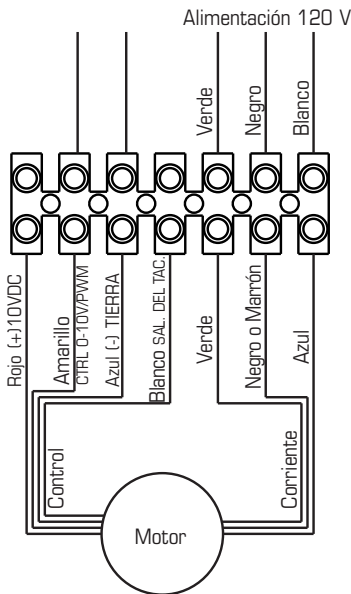 Alimentación 120 V
Verde
Negro
Blanco
Rojo (+)10VDC
Amarillo
CTRL 0-10V/PWM
Azul (-) TIERRA
Blanco SAL. DEL TAC.
Verde
Negro o Marrón
Azul
Control
Corriente
Motor